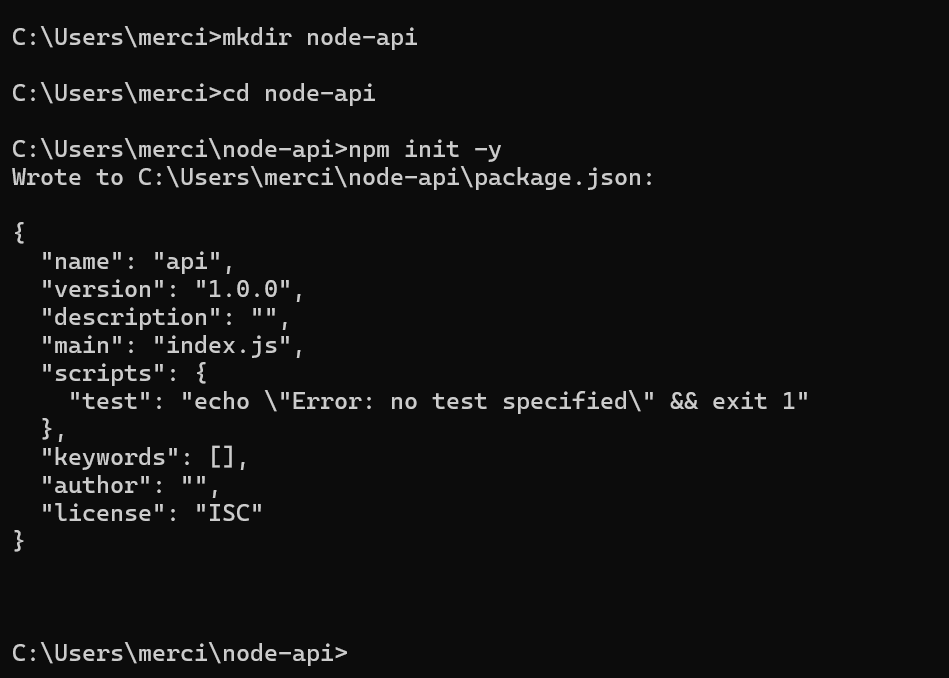 C:\Users\merci>mkdir node-api
C:\Users\merci>cd node-api
C:\Users\merci\node-api>npm init -y
Wrote to C:\Users\merci\node-api\package.json:
{
  "name": "api",
  "version": "1.0.0",
  "description": "",
  "main": "index.js",
  "scripts": {
    "test": "echo \"Error: no test specified\" && exit 1"
  },
  "keywords": [],
  "author": "",
  "license": "ISC"
}
C:\Users\merci\node-api>